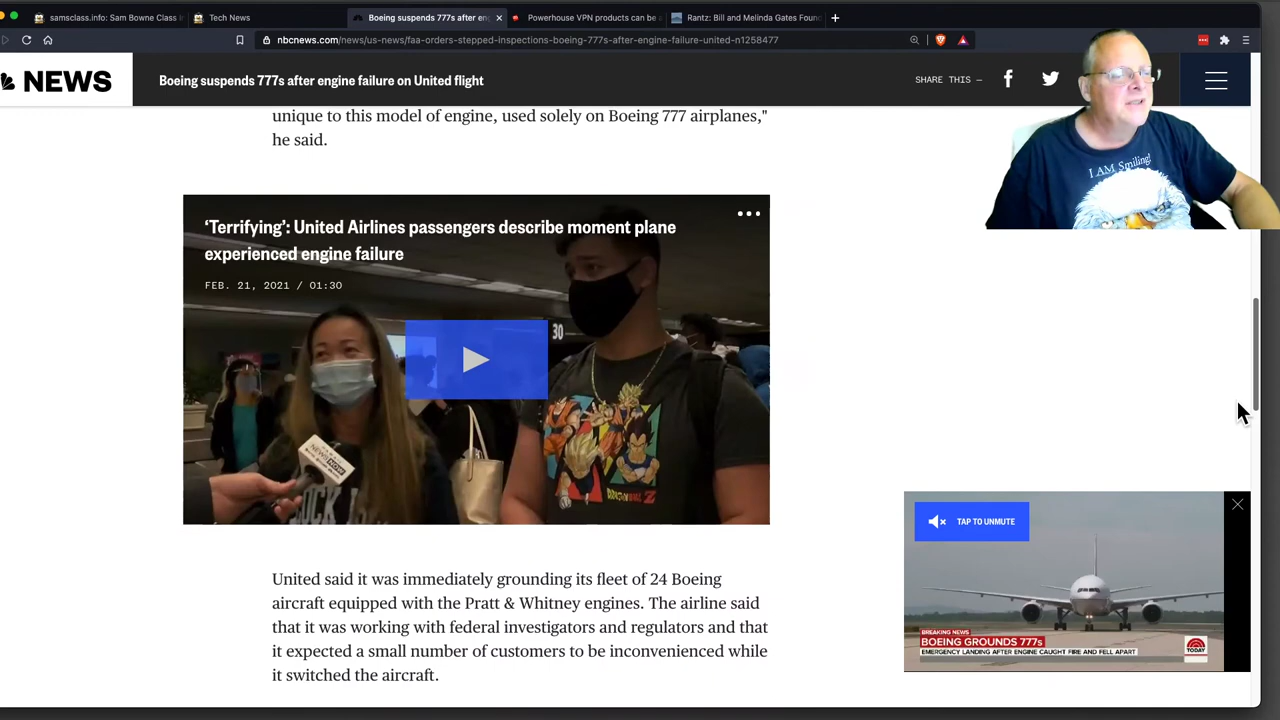 samsclass.info: Sam Bowne Class I
Tech News
Boeing suspends 777s after en
Powerhouse VPN products can be a
Rantz: Bill and Melinda Gates Foun
nbcnews.com/news/us-news/faa-orders-stepped-inspections-boeing-777s-after-engine-failure-united-n1258477
NEWS
Boeing suspends 777s after engine failure on United flight
SHARE THIS —
I AM Smiling!
unique to this model of engine, used solely on Boeing 777 airplanes,"
he said.
‘Terrifying’: United Airlines passengers describe moment plane
experienced engine failure
FEB. 21, 2021 / 01:30
30
NEWS NOW
DRAGON BALL Z
TAP TO UNMUTE
BREAKING NEWS
BOEING GROUNDS 777s
EMERGENCY LANDING AFTER ENGINE CAUGHT FIRE AND FELL APART
TODAY
United said it was immediately grounding its fleet of 24 Boeing
aircraft equipped with the Pratt & Whitney engines. The airline said
that it was working with federal investigators and regulators and that
it expected a small number of customers to be inconvenienced while
it switched the aircraft.